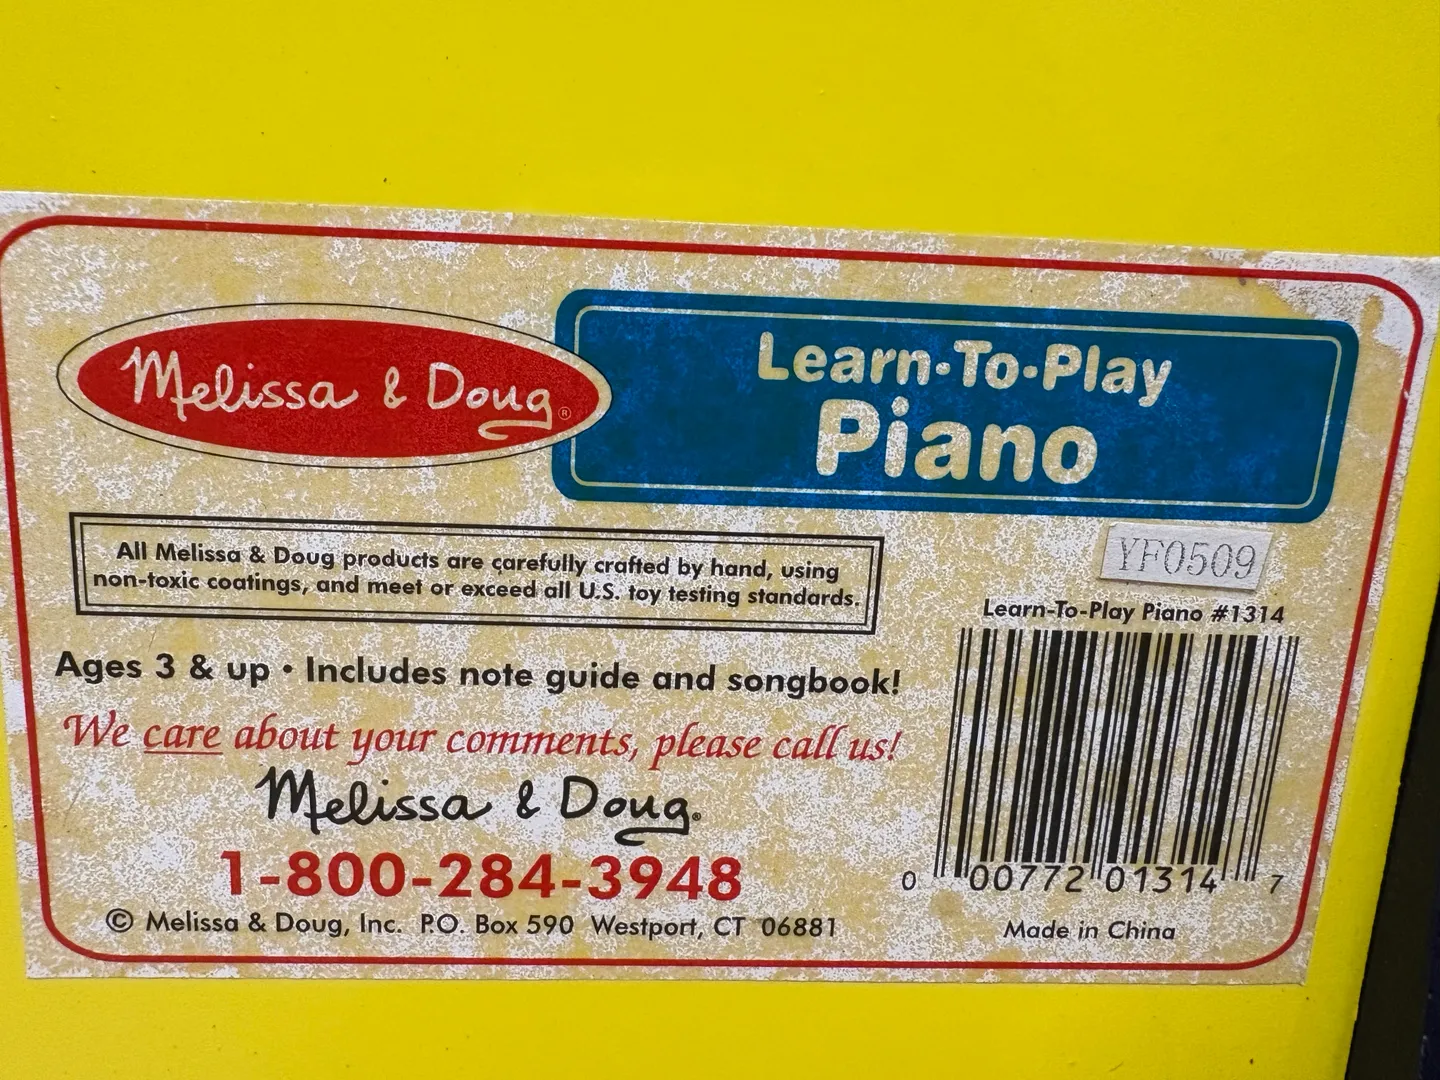 Melissa & Doug®
Learn-To-Play
Piano
All Melissa & Doug products are carefully crafted by hand, using
non-toxic coatings, and meet or exceed all U.S. toy testing standards.
YF0509
Learn-To-Play Piano #1314
Ages 3 & up • Includes note guide and songbook!
We care about your comments, please call us!
Melissa & Doug®
1-800-284-3948
0 00772 01314 7
© Melissa & Doug, Inc. P.O. Box 590 Westport, CT 06881
Made in China